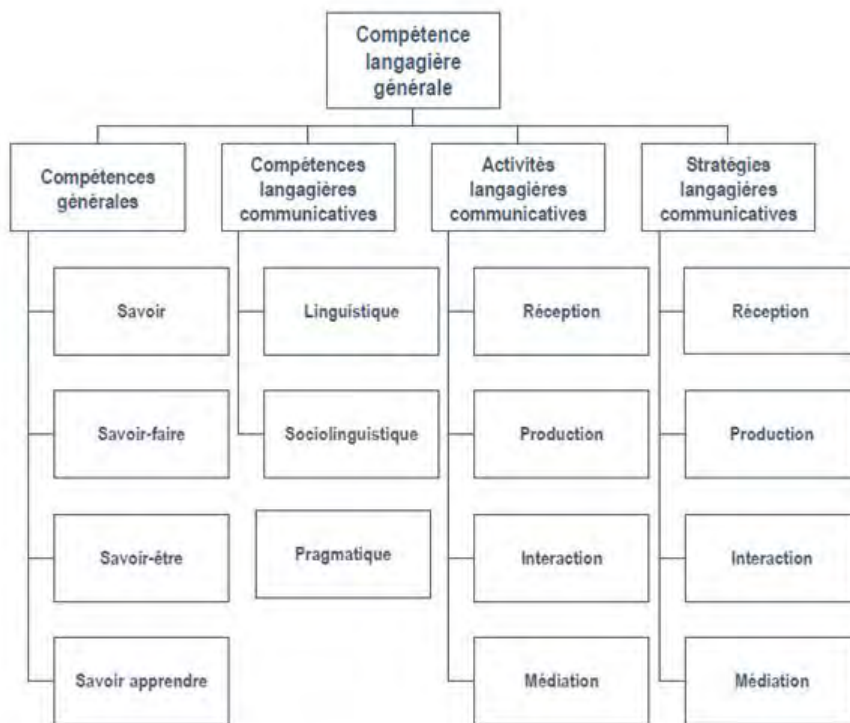 Compétence
langagière
générale
Compétences
générales
Compétences
langagières
communicatives
Activités
langagières
communicatives
Stratégies
langagières
communicatives
Savoir
Linguistique
Réception
Réception
Savoir-faire
Sociolinguistique
Production
Production
Savoir-être
Pragmatique
Interaction
Interaction
Savoir apprendre
Médiation
Médiation